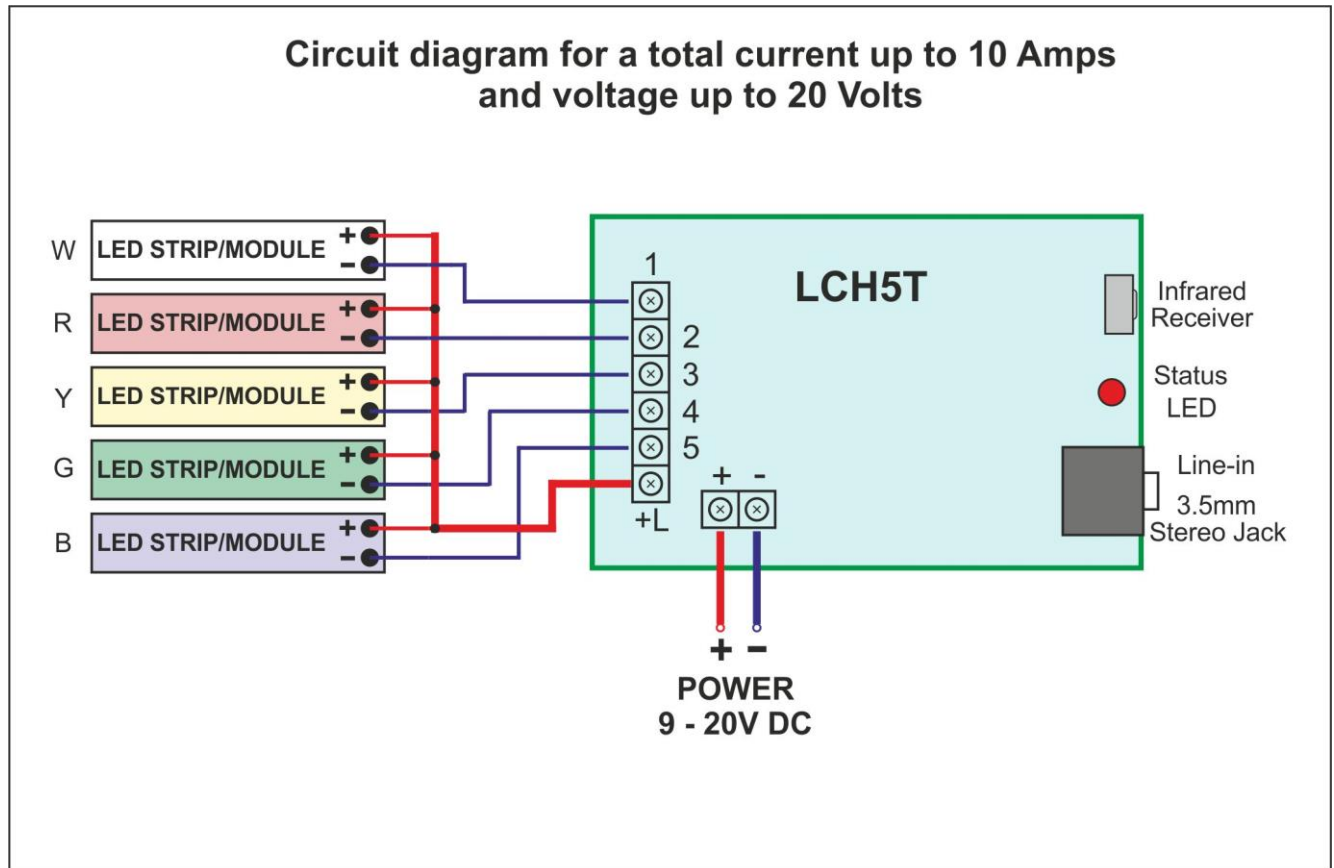 Circuit diagram for a total current up to 10 Amps
and voltage up to 20 Volts
W
LED STRIP/MODULE
+
-
R
LED STRIP/MODULE
+
-
Y
LED STRIP/MODULE
+
-
G
LED STRIP/MODULE
+
-
B
LED STRIP/MODULE
+
-
1
2
3
4
5
+L
LCH5T
+ -
+ -
POWER
9 - 20V DC
Infrared
Receiver
Status
LED
Line-in
3.5mm
Stereo Jack